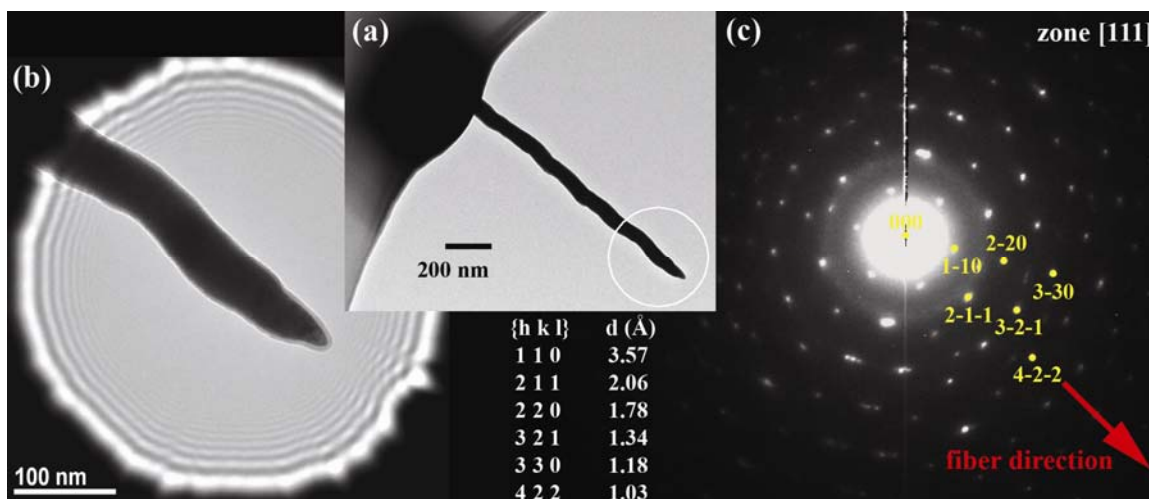 (b)
100 nm
(a)
200 nm
{h k l} d (Å)
1 1 0 3.57
2 1 1 2.06
2 2 0 1.78
3 2 1 1.34
3 3 0 1.18
4 2 2 1.03
(c)
zone [111]
000
1-10
2-20
3-30
2-1-1
3-2-1
4-2-2
fiber direction